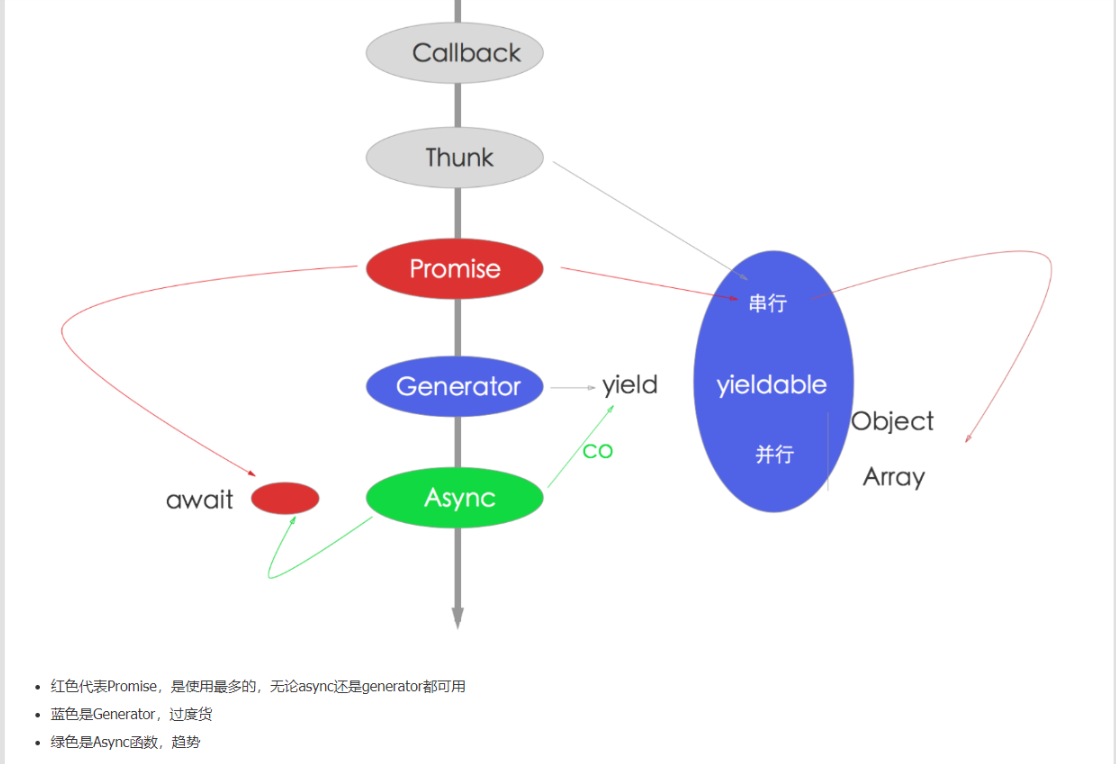 Callback
Thunk
Promise
串行
Generator
yield
yieldable
Object
co
并行
Array
await
Async
红色代表Promise，是使用最多的，无论async还是generator都可用
蓝色是Generator，过度货
绿色是Async函数，趋势